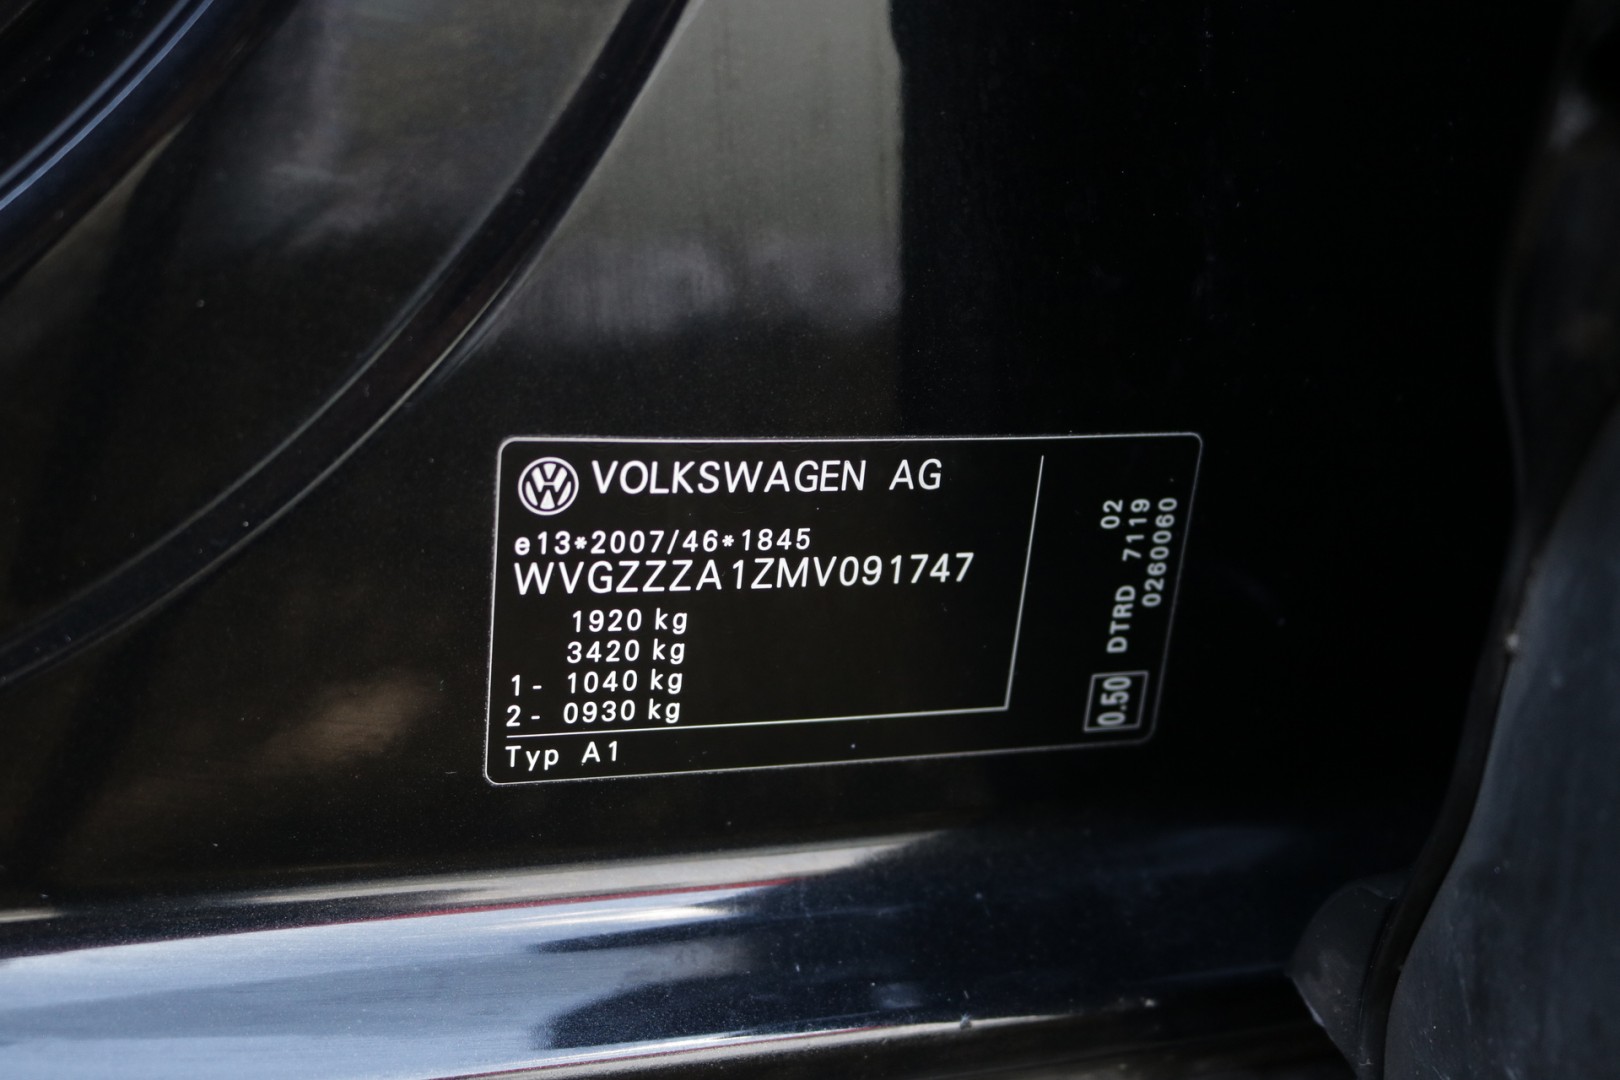 VOLKSWAGEN AG
e13*2007/46*1845
WVGZZZA1ZMV091747
1920 kg
3420 kg
1- 1040 kg
2- 0930 kg
Typ A1
0.50 DTRD 7119 02
0260060